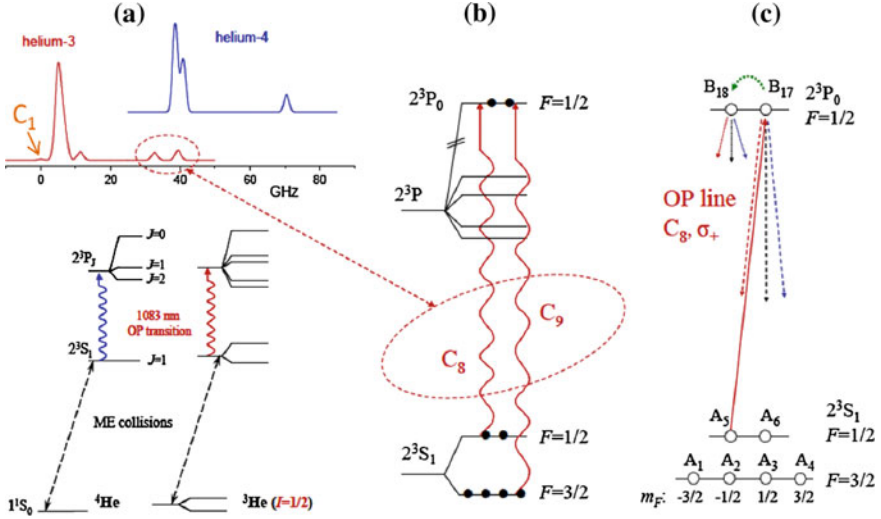 (a)
helium-3
helium-4
C₁
0 20 40 60 80
GHz
2³P_J
J=0
J=1
J=2
1083 nm
OP transition
2³S₁
J=1
ME collisions
1¹S₀
⁴He
³He (I=1/2)
(b)
2³P₀
F=1/2
2³P
C₈
C₉
2³S₁
F=1/2
F=3/2
(c)
B₁₈
B₁₇
2³P₀
F=1/2
OP line
C₈, σ₊
A₅
A₆
2³S₁
F=1/2
A₁
A₂
A₃
A₄
F=3/2
m_F: -3/2 -1/2 1/2 3/2